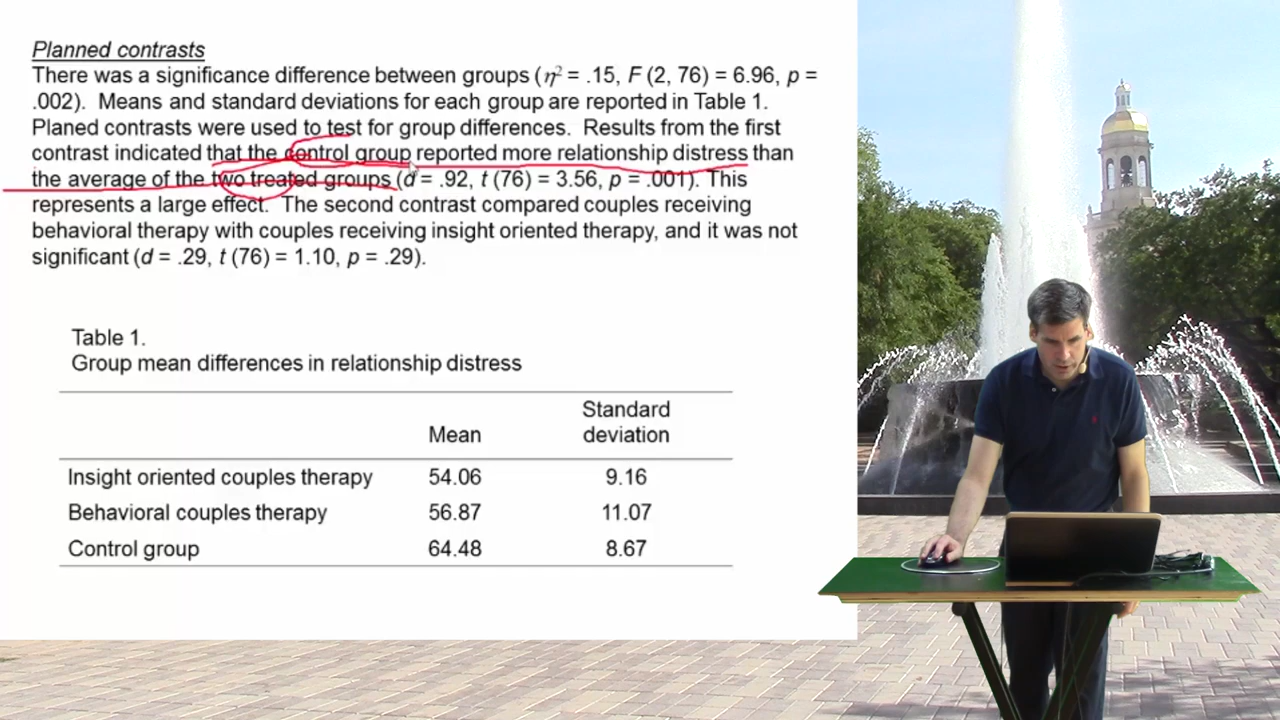 Planned contrasts
There was a significance difference between groups (η² = .15, F (2, 76) = 6.96, p =
.002). Means and standard deviations for each group are reported in Table 1.
Planed contrasts were used to test for group differences. Results from the first
contrast indicated that the control group reported more relationship distress than
the average of the two treated groups (d = .92, t (76) = 3.56, p = .001). This
represents a large effect. The second contrast compared couples receiving
behavioral therapy with couples receiving insight oriented therapy, and it was not
significant (d = .29, t (76) = 1.10, p = .29).
Table 1.
Group mean differences in relationship distress
Standard
Mean deviation
Insight oriented couples therapy 54.06 9.16
Behavioral couples therapy 56.87 11.07
Control group 64.48 8.67